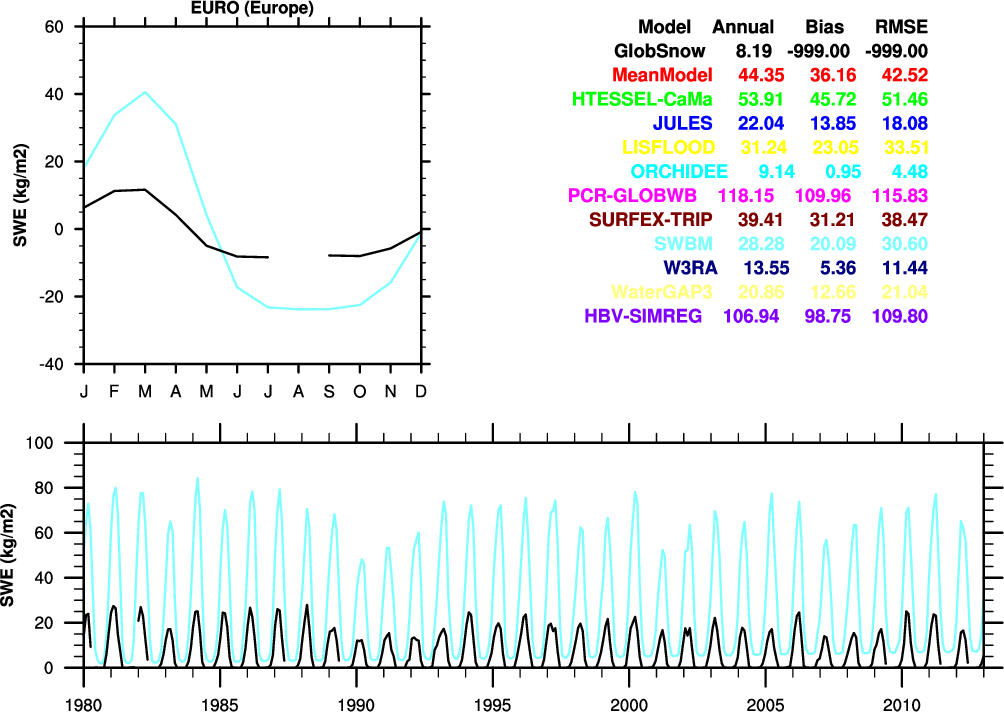 EURO (Europe)
Model Annual Bias RMSE
GlobSnow 8.19 -999.00 -999.00
MeanModel 44.35 36.16 42.52
HTESSEL-CaMa 53.91 45.72 51.46
JULES 22.04 13.85 18.08
LISFLOOD 31.24 23.05 33.51
ORCHIDEE 9.14 0.95 4.48
PCR-GLOBWB 118.15 109.96 115.83
SURFEX-TRIP 39.41 31.21 38.47
SWBM 28.28 20.09 30.60
W3RA 13.55 5.36 11.44
WaterGAP3 20.86 12.66 21.04
HBV-SIMREG 106.94 98.75 109.80
SWE (kg/m2)
60
40
20
0
-20
-40
J F M A M J J A S O N D
SWE (kg/m2)
100
80
60
40
20
0
1980 1985 1990 1995 2000 2005 2010